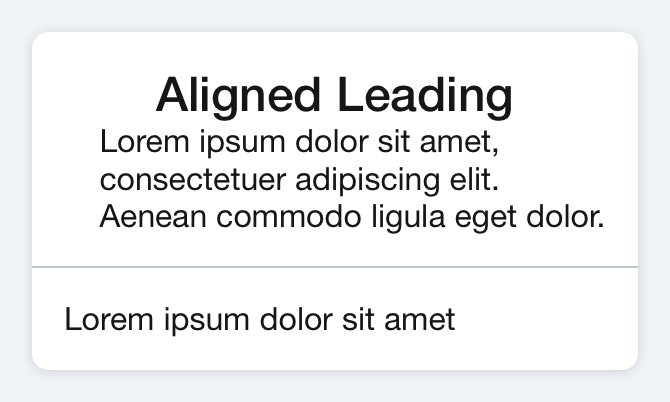 Aligned Leading
Lorem ipsum dolor sit amet,
consectetuer adipiscing elit.
Aenean commodo ligula eget dolor.
Lorem ipsum dolor sit amet